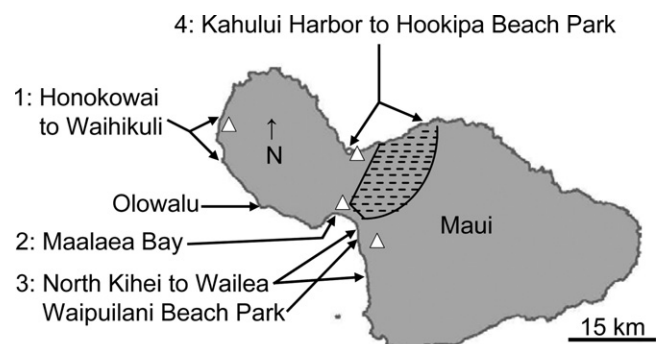 4: Kahului Harbor to Hookipa Beach Park
1: Honokowai
to Waihikuli
↑
N
Olowalu
Maui
2: Maalaea Bay
3: North Kihei to Wailea
Waipuilani Beach Park
15 km